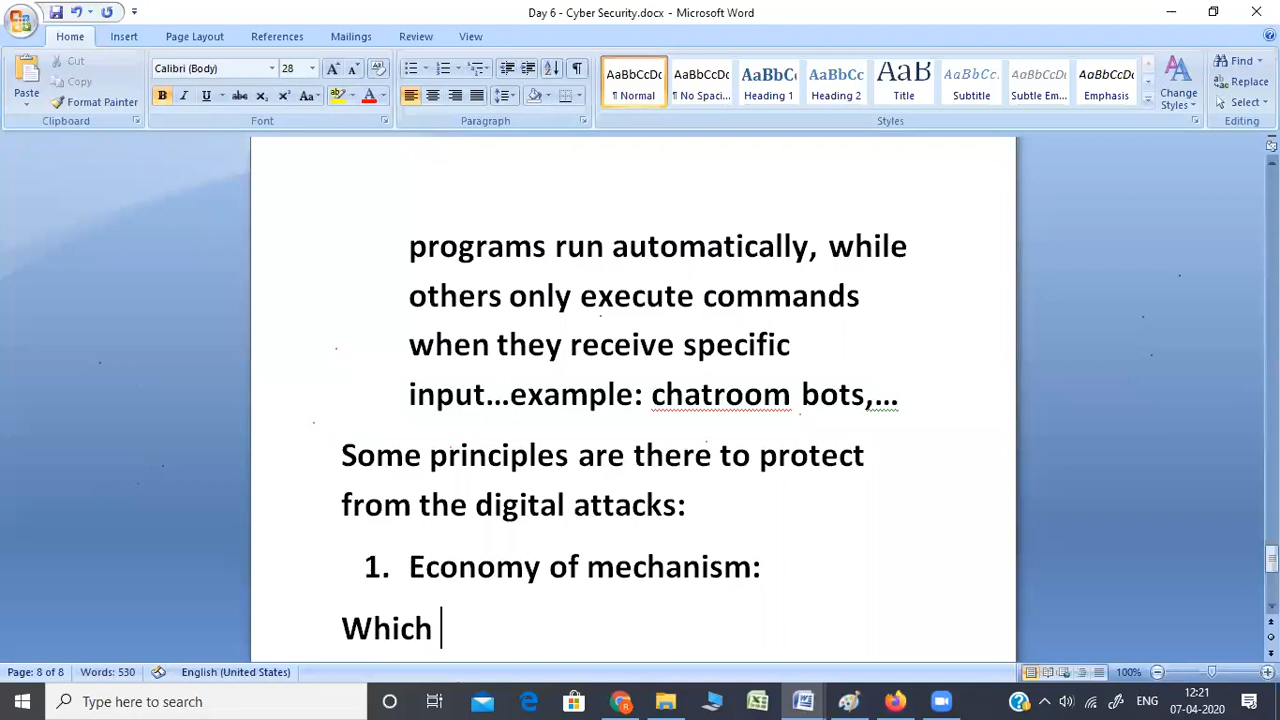 Day 6 - Cyber Security.docx - Microsoft Word
Home Insert Page Layout References Mailings Review View
Paste
Cut
Copy
Format Painter
Clipboard
Calibri (Body) 28
Font
Paragraph
AaBbCcDc AaBbCcDc AaBbCc AaBbCc AaB AaBbCc. AaBbCcDc AaBbCcDc
¶ Normal ¶ No Spaci... Heading 1 Heading 2 Title Subtitle Subtle Em... Emphasis
Change Styles
Styles
Find
Replace
Select
Editing
programs run automatically, while
others only execute commands
when they receive specific
input...example: chatroom bots,...
Some principles are there to protect
from the digital attacks:
1. Economy of mechanism:
Which
Page: 8 of 8 Words: 530 English (United States) 100%
Type here to search
ENG
12:21
07-04-2020